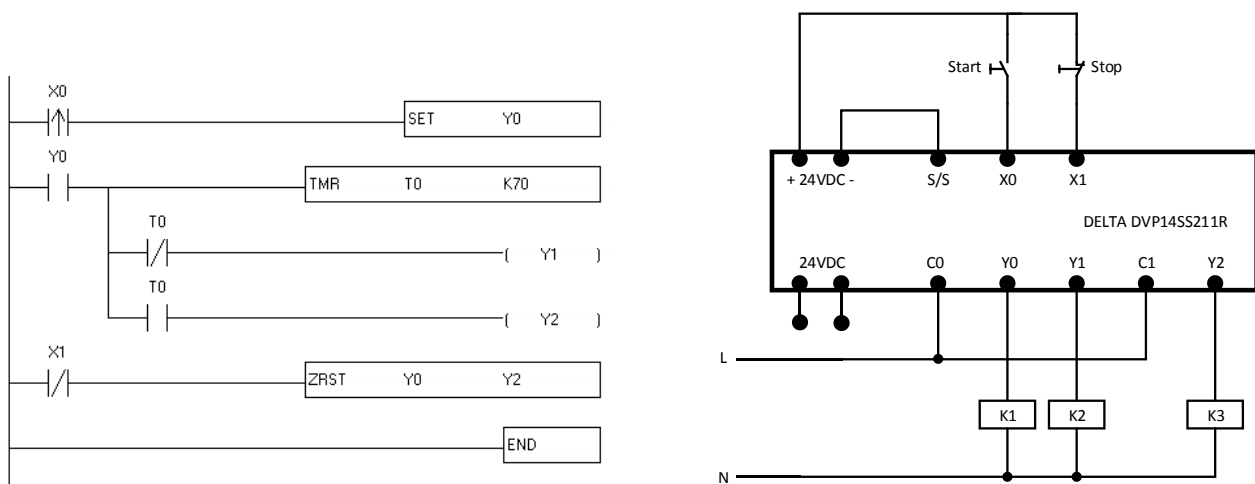 X0
SET Y0
Y0
TMR T0 K70
T0
Y1
T0
Y2
X1
ZRST Y0 Y2
END
Start
Stop
+ 24VDC -
S/S
X0
X1
DELTA DVP14SS211R
24VDC
C0
Y0
Y1
C1
Y2
L
K1
K2
K3
N